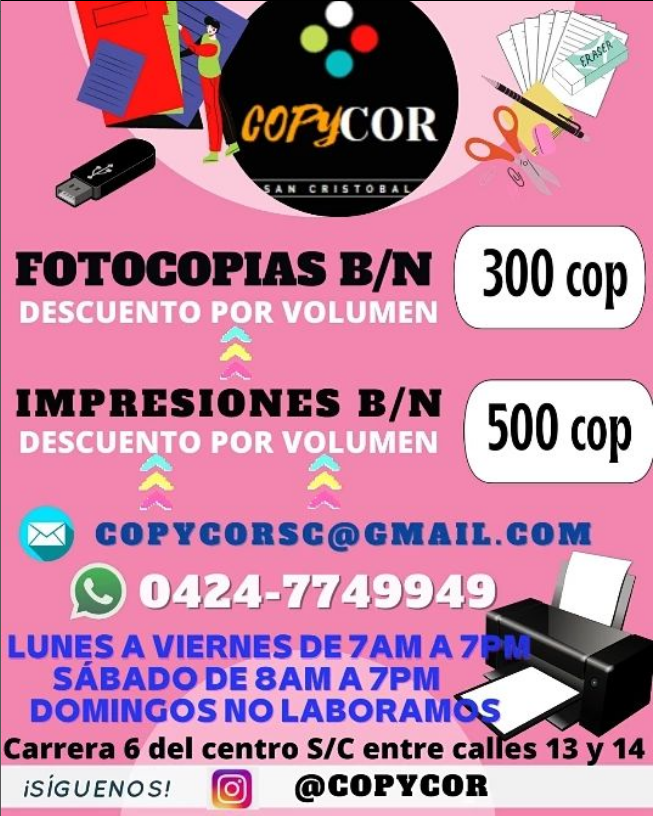 ERASER
COPYCOR
SAN CRISTOBAL
FOTOCOPIAS B/N
300 cop
DESCUENTO POR VOLUMEN
IMPRESIONES B/N
500 cop
DESCUENTO POR VOLUMEN
COPYCORSC@GMAIL.COM
0424-7749949
LUNES A VIERNES DE 7AM A 7PM
SÁBADO DE 8AM A 7PM
DOMINGOS NO LABORAMOS
Carrera 6 del centro S/C entre calles 13 y 14
¡SÍGUENOS!
@COPYCOR